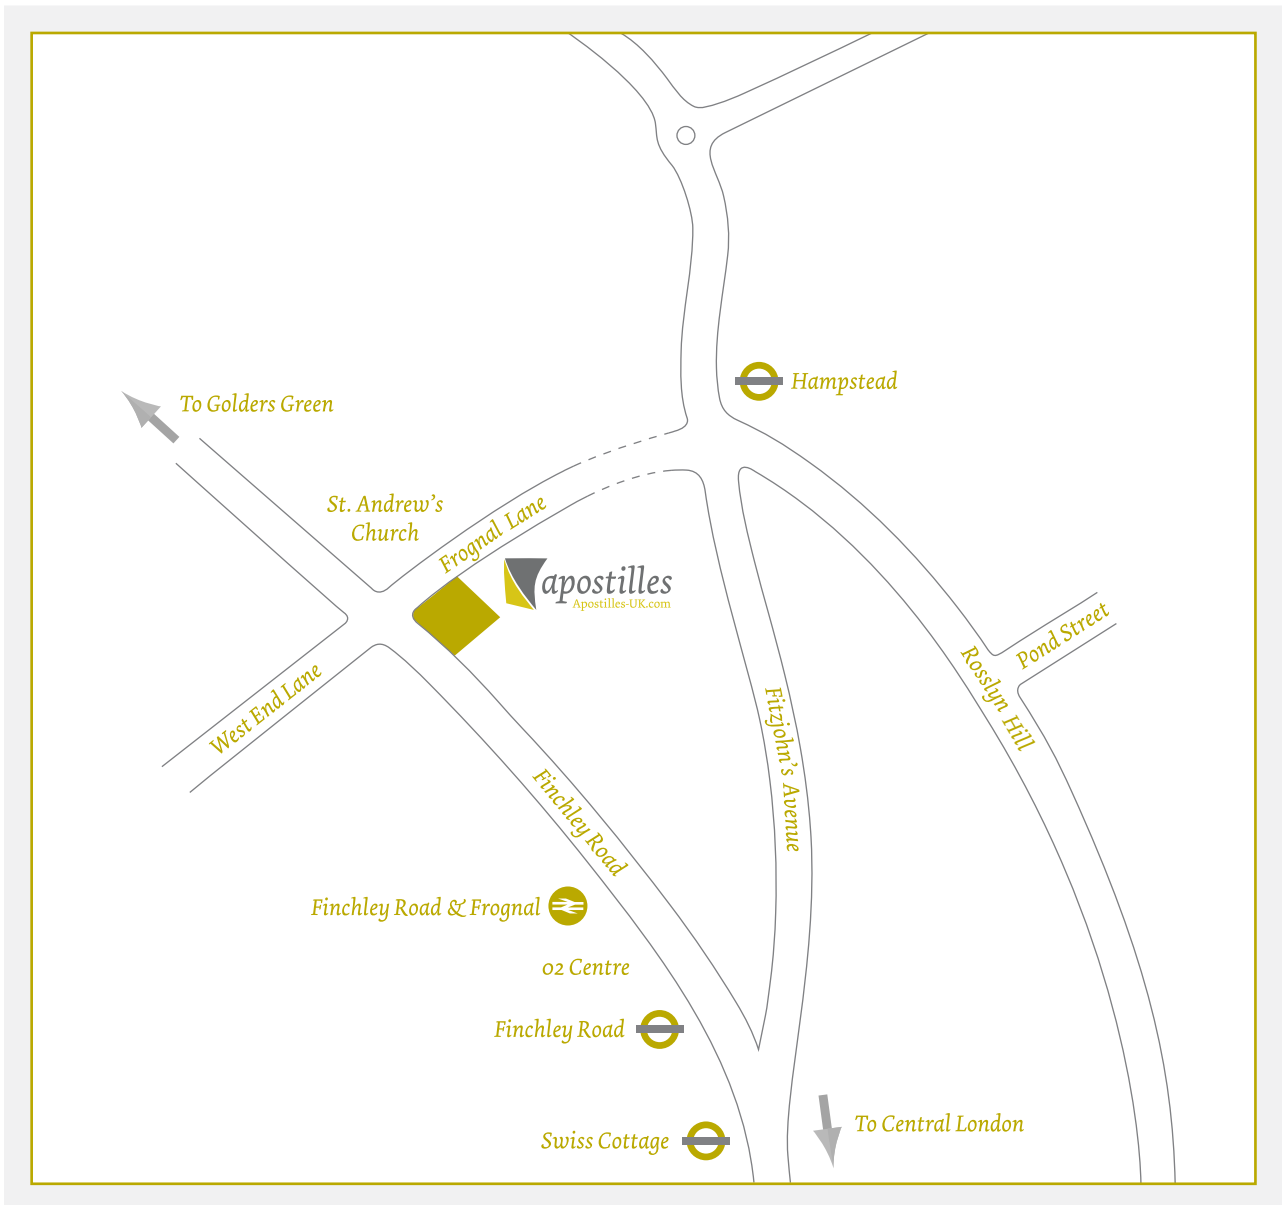 Hampstead
To Golders Green
St. Andrew's
Church
Frognal Lane
apostilles
Apostilles-UK.com
Pond Street
Rosslyn Hill
West End Lane
Fitzjohn's Avenue
Finchley Road
Finchley Road & Frognal
02 Centre
Finchley Road
Swiss Cottage
To Central London